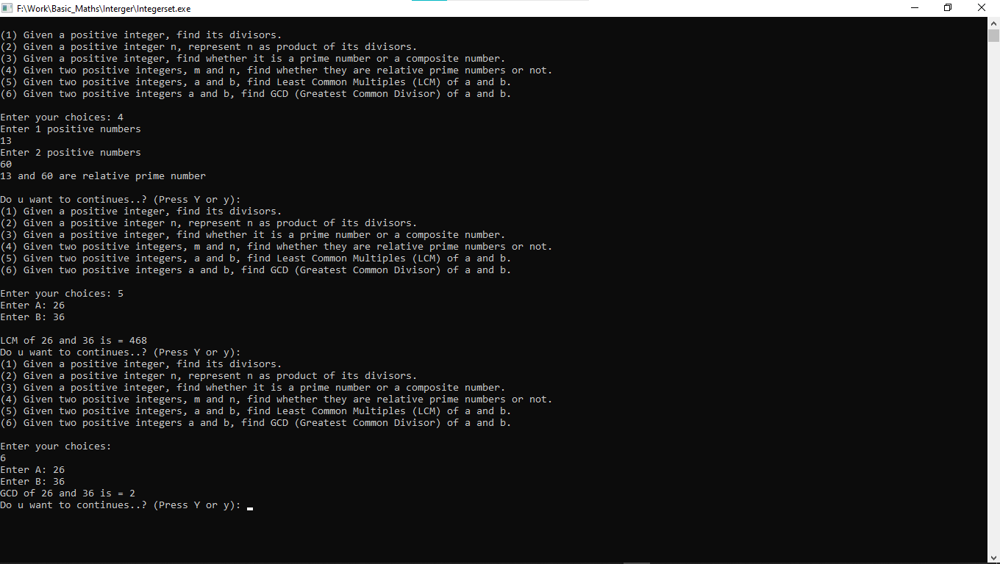 F:\Work\Basic_Maths\Interger\Integerset.exe
(1) Given a positive integer, find its divisors.
(2) Given a positive integer n, represent n as product of its divisors.
(3) Given a positive integer, find whether it is a prime number or a composite number.
(4) Given two positive integers, m and n, find whether they are relative prime numbers or not.
(5) Given two positive integers, a and b, find Least Common Multiples (LCM) of a and b.
(6) Given two positive integers a and b, find GCD (Greatest Common Divisor) of a and b.
Enter your choices: 4
Enter 1 positive numbers
13
Enter 2 positive numbers
60
13 and 60 are relative prime number
Do u want to continues..? (Press Y or y):
(1) Given a positive integer, find its divisors.
(2) Given a positive integer n, represent n as product of its divisors.
(3) Given a positive integer, find whether it is a prime number or a composite number.
(4) Given two positive integers, m and n, find whether they are relative prime numbers or not.
(5) Given two positive integers, a and b, find Least Common Multiples (LCM) of a and b.
(6) Given two positive integers a and b, find GCD (Greatest Common Divisor) of a and b.
Enter your choices: 5
Enter A: 26
Enter B: 36
LCM of 26 and 36 is = 468
Do u want to continues..? (Press Y or y):
(1) Given a positive integer, find its divisors.
(2) Given a positive integer n, represent n as product of its divisors.
(3) Given a positive integer, find whether it is a prime number or a composite number.
(4) Given two positive integers, m and n, find whether they are relative prime numbers or not.
(5) Given two positive integers, a and b, find Least Common Multiples (LCM) of a and b.
(6) Given two positive integers a and b, find GCD (Greatest Common Divisor) of a and b.
Enter your choices:
6
Enter A: 26
Enter B: 36
GCD of 26 and 36 is = 2
Do u want to continues..? (Press Y or y):